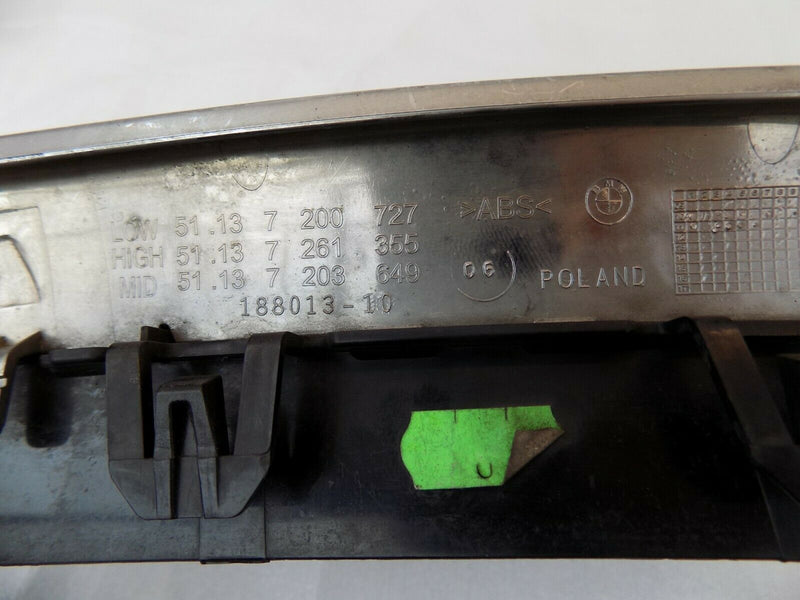 LOW 51.13 7 200 727
HIGH 51.13 7 261 355
MID 51.13 7 203 649
188013-10
>ABS<
BMW
06
POLAND